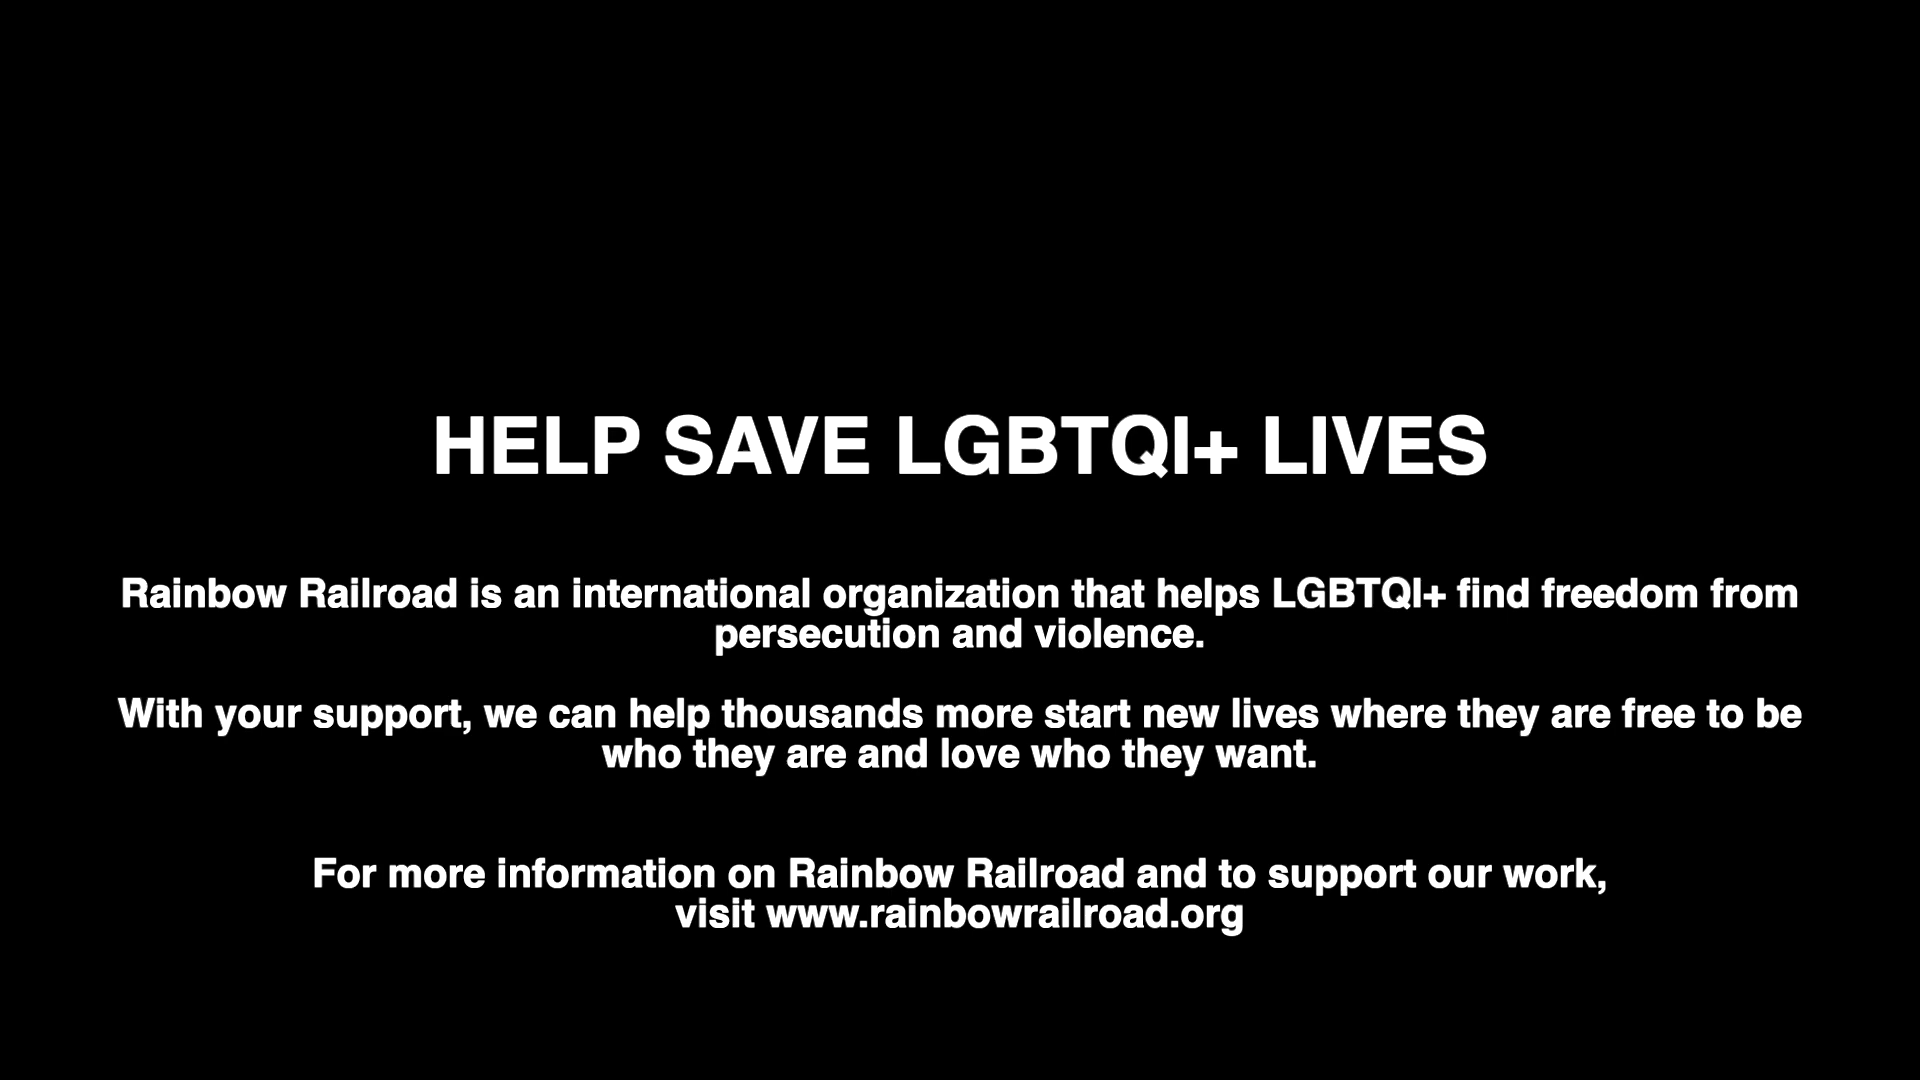 HELP SAVE LGBTQI+ LIVES
Rainbow Railroad is an international organization that helps LGBTQI+ find freedom from
persecution and violence.
With your support, we can help thousands more start new lives where they are free to be
who they are and love who they want.
For more information on Rainbow Railroad and to support our work,
visit www.rainbowrailroad.org